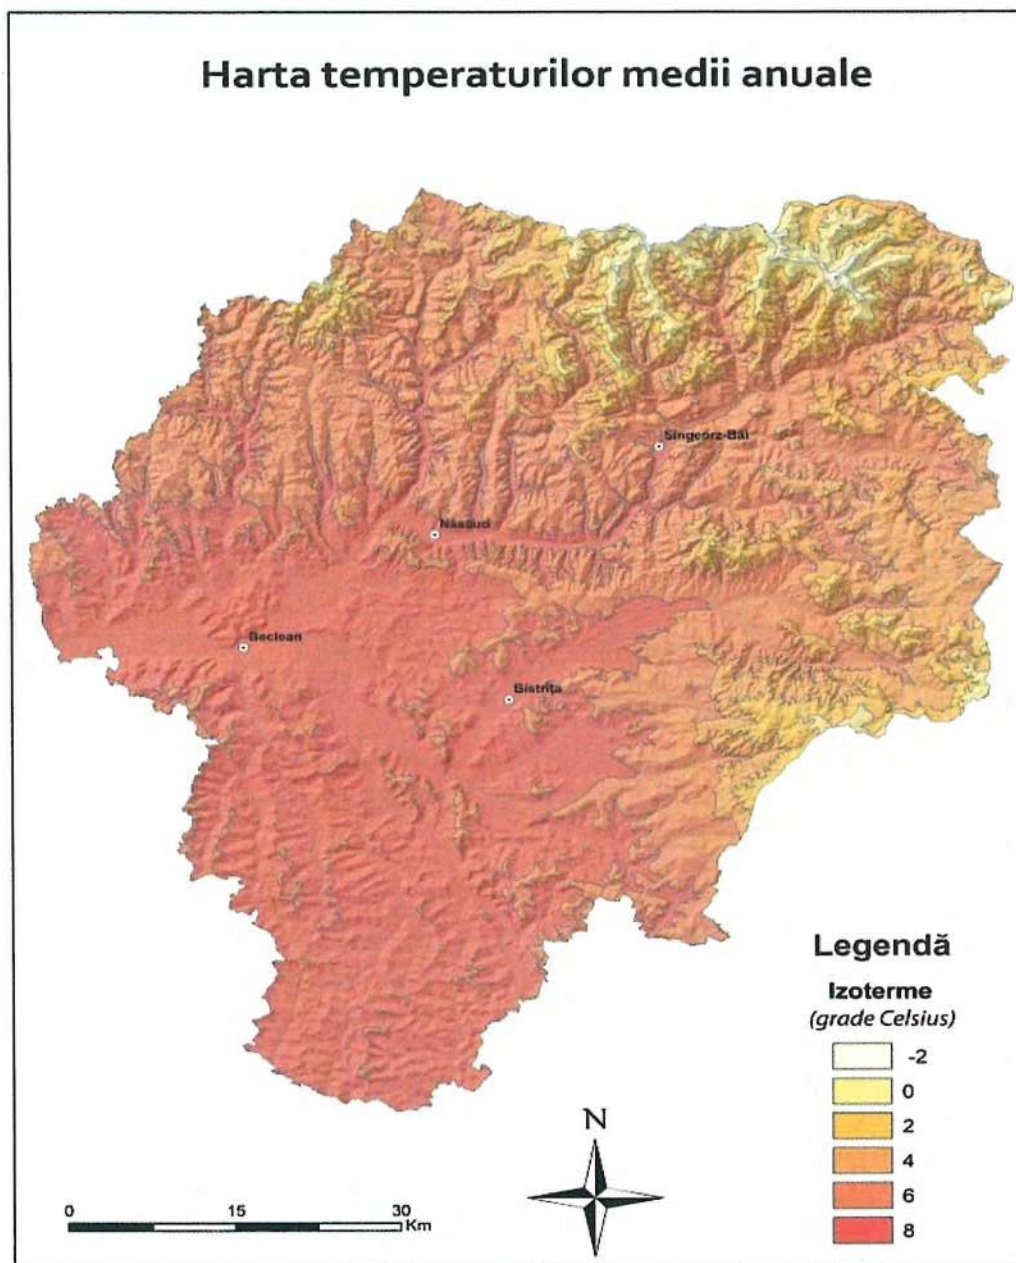 Harta temperaturilor medii anuale
Sîngeorz-Băi
Năsăud
Beclean
Bistrița
Legendă
Izoterme
(grade Celsius)
-2
0
2
4
6
8
N
0 15 30
Km